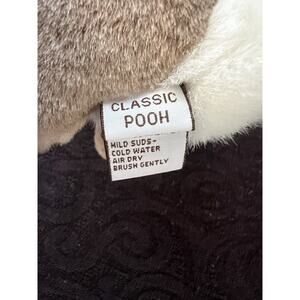 CLASSIC
POOH
MILD SUDS-
COLD WATER
AIR DRY
BRUSH GENTLY